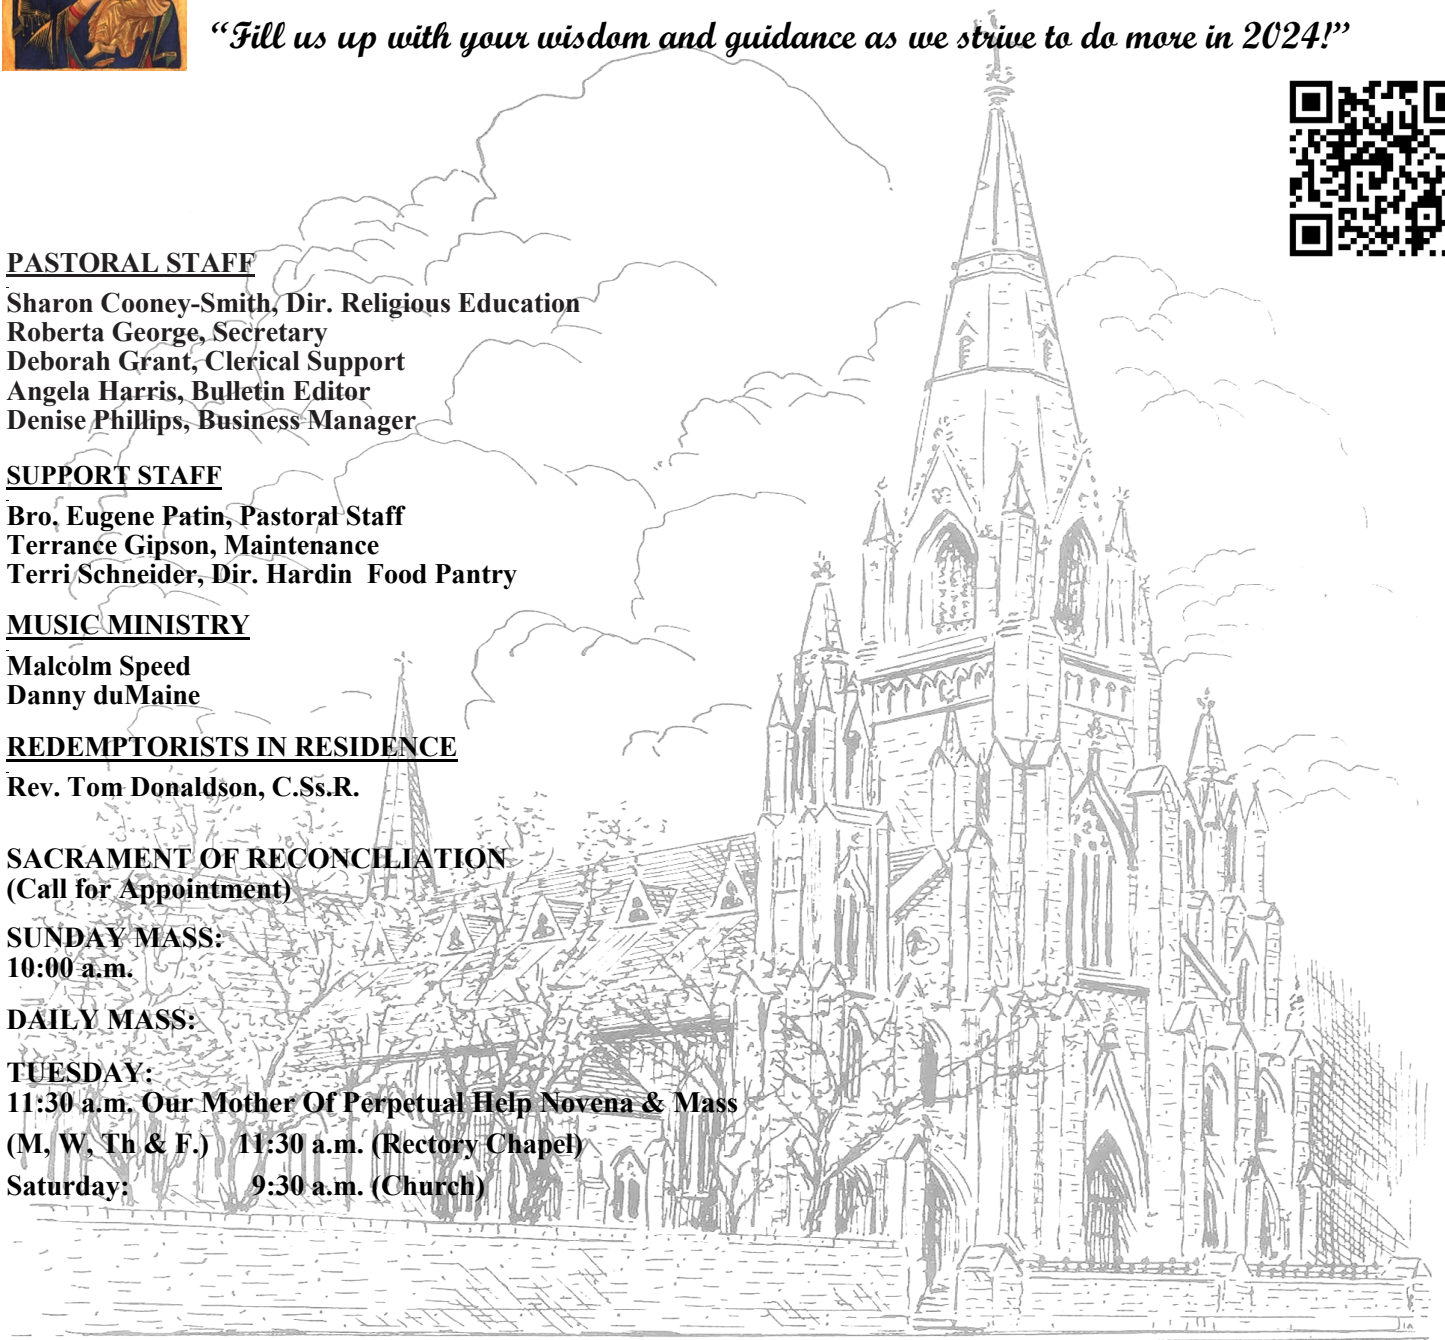 “Fill us up with your wisdom and guidance as we strive to do more in 2024!”
PASTORAL STAFF
Sharon Cooney-Smith, Dir. Religious Education
Roberta George, Secretary
Deborah Grant, Clerical Support
Angela Harris, Bulletin Editor
Denise Phillips, Business Manager
SUPPORT STAFF
Bro. Eugene Patin, Pastoral Staff
Terrance Gipson, Maintenance
Terri Schneider, Dir. Hardin  Food Pantry
MUSIC MINISTRY
Malcolm Speed
Danny duMaine
REDEMPTORISTS IN RESIDENCE
Rev. Tom Donaldson, C.Ss.R.
SACRAMENT OF RECONCILIATION
(Call for Appointment)
SUNDAY MASS:
10:00 a.m.
DAILY MASS:
TUESDAY:
11:30 a.m. Our Mother Of Perpetual Help Novena & Mass
(M, W, Th & F.)    11:30 a.m. (Rectory Chapel)
Saturday:    9:30 a.m. (Church)